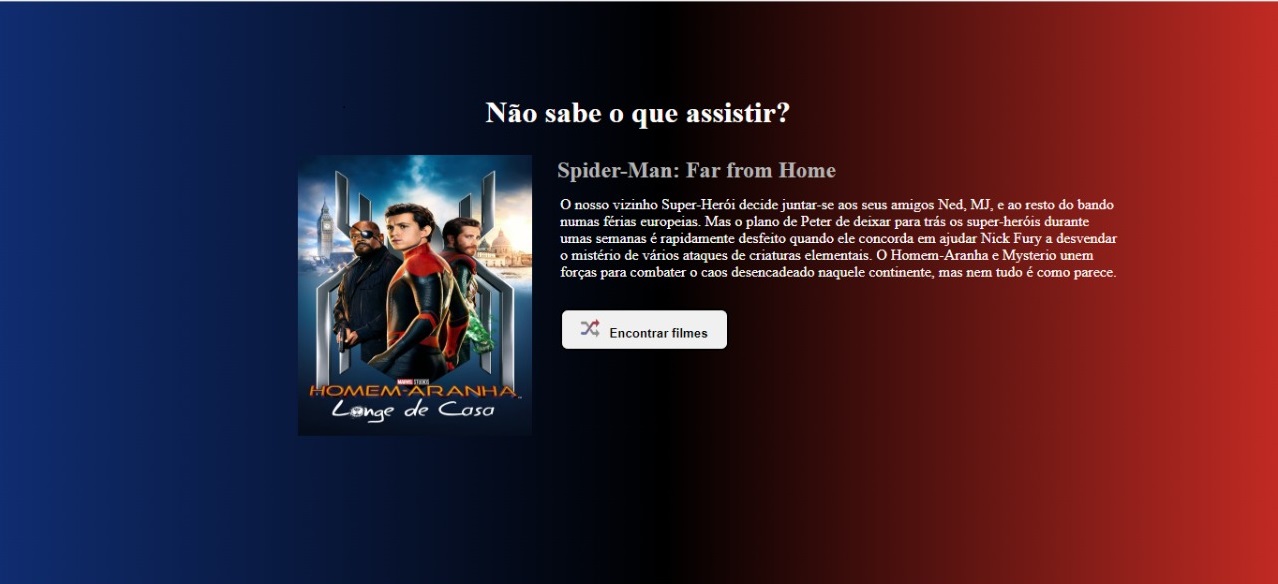 Não sabe o que assistir?
Spider-Man: Far from Home
O nosso vizinho Super-Herói decide juntar-se aos seus amigos Ned, MJ, e ao resto do bando
numas férias europeias. Mas o plano de Peter de deixar para trás os super-heróis durante
umas semanas é rapidamente desfeito quando ele concorda em ajudar Nick Fury a desvendar
o mistério de vários ataques de criaturas elementais. O Homem-Aranha e Mysterio unem
forças para combater o caos desencadeado naquele continente, mas nem tudo é como parece.
Encontrar filmes
MARVEL STUDIOS
HOMEM-ARANHA
Longe de Casa